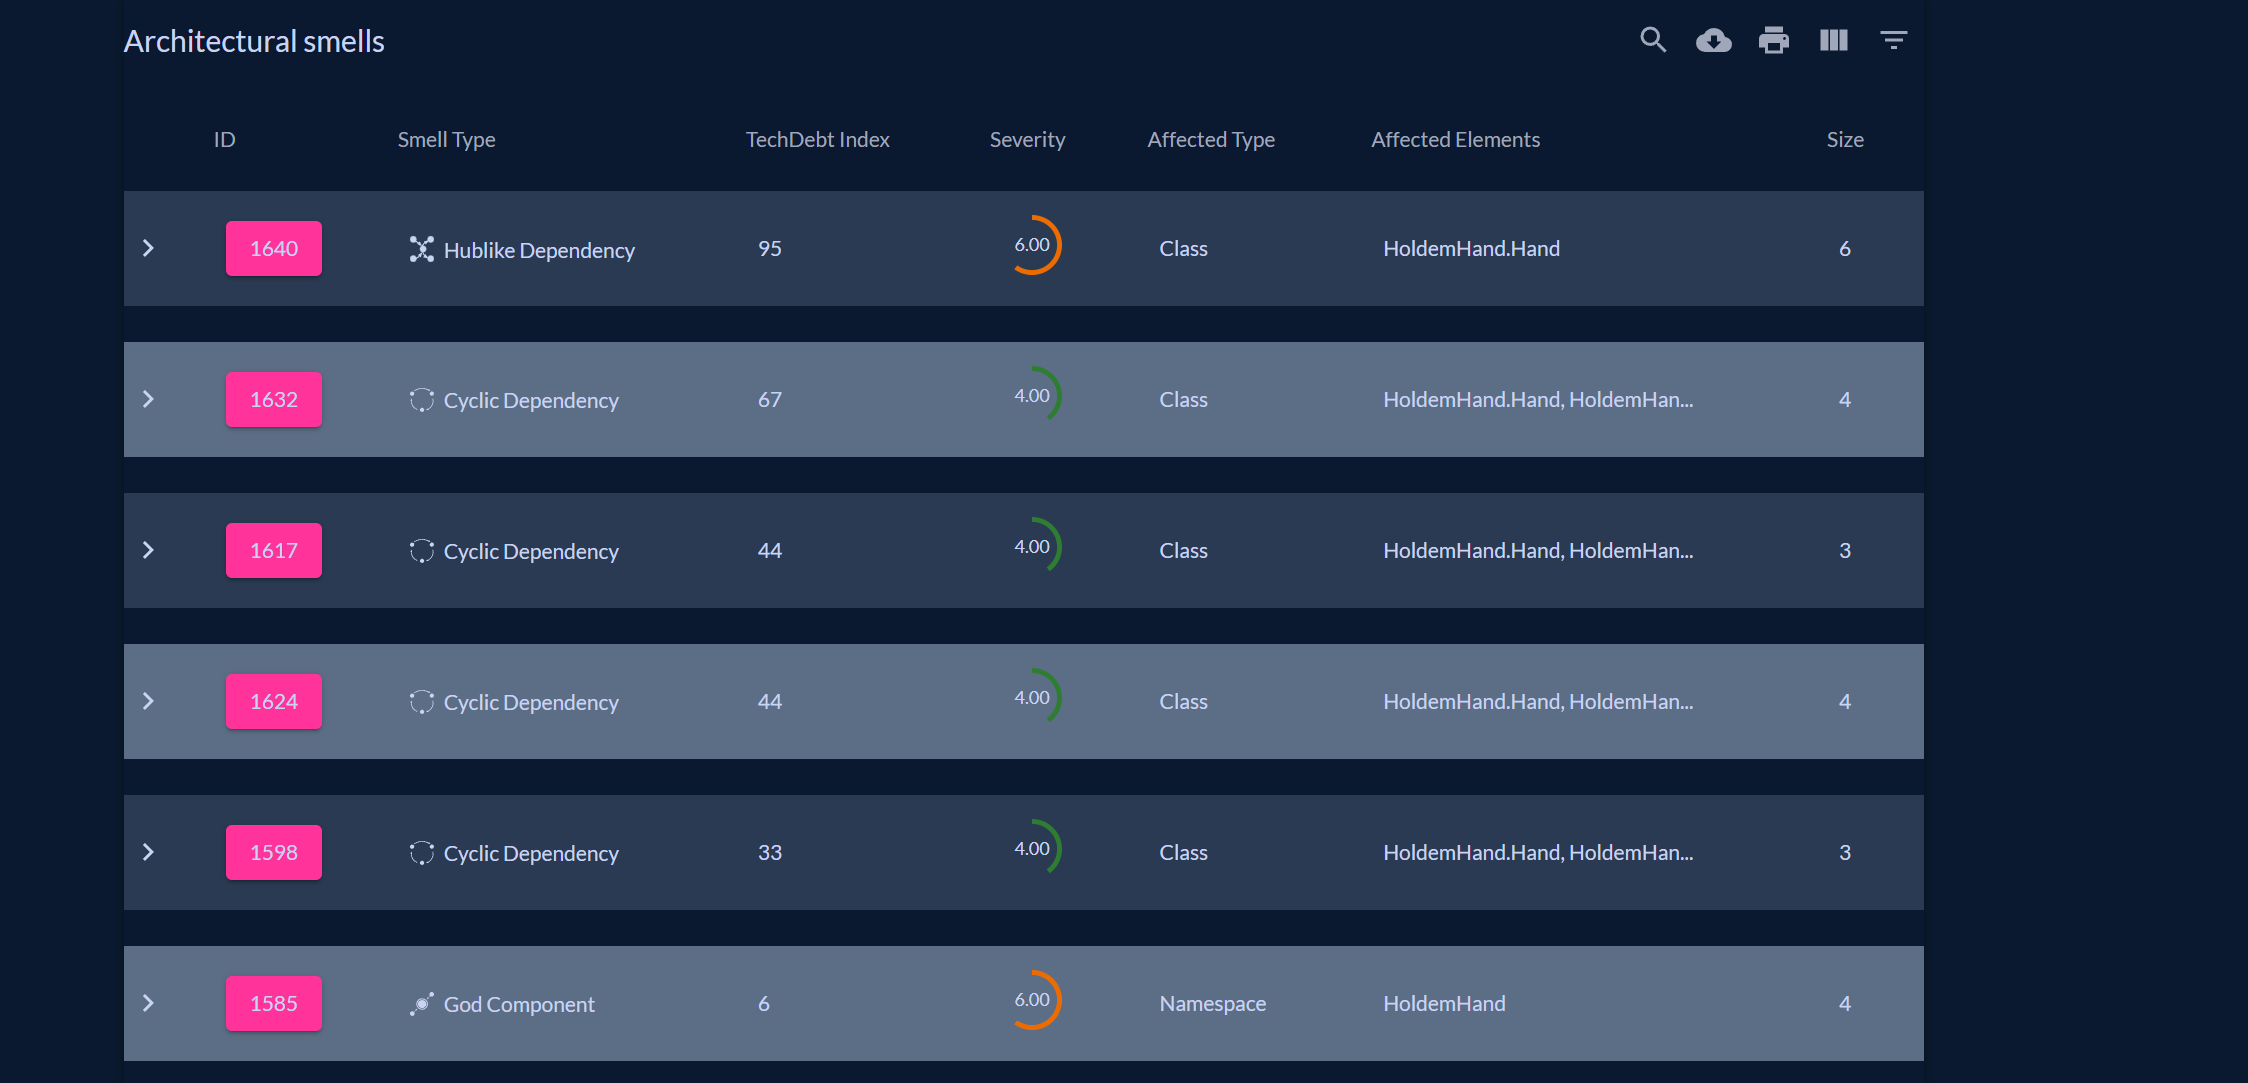 Architectural smells
ID Smell Type TechDebt Index Severity Affected Type Affected Elements Size
1640 Hublike Dependency 95 6.00 Class HoldemHand.Hand 6
1632 Cyclic Dependency 67 4.00 Class HoldemHand.Hand, HoldemHan... 4
1617 Cyclic Dependency 44 4.00 Class HoldemHand.Hand, HoldemHan... 3
1624 Cyclic Dependency 44 4.00 Class HoldemHand.Hand, HoldemHan... 4
1598 Cyclic Dependency 33 4.00 Class HoldemHand.Hand, HoldemHan... 3
1585 God Component 6 6.00 Namespace HoldemHand 4